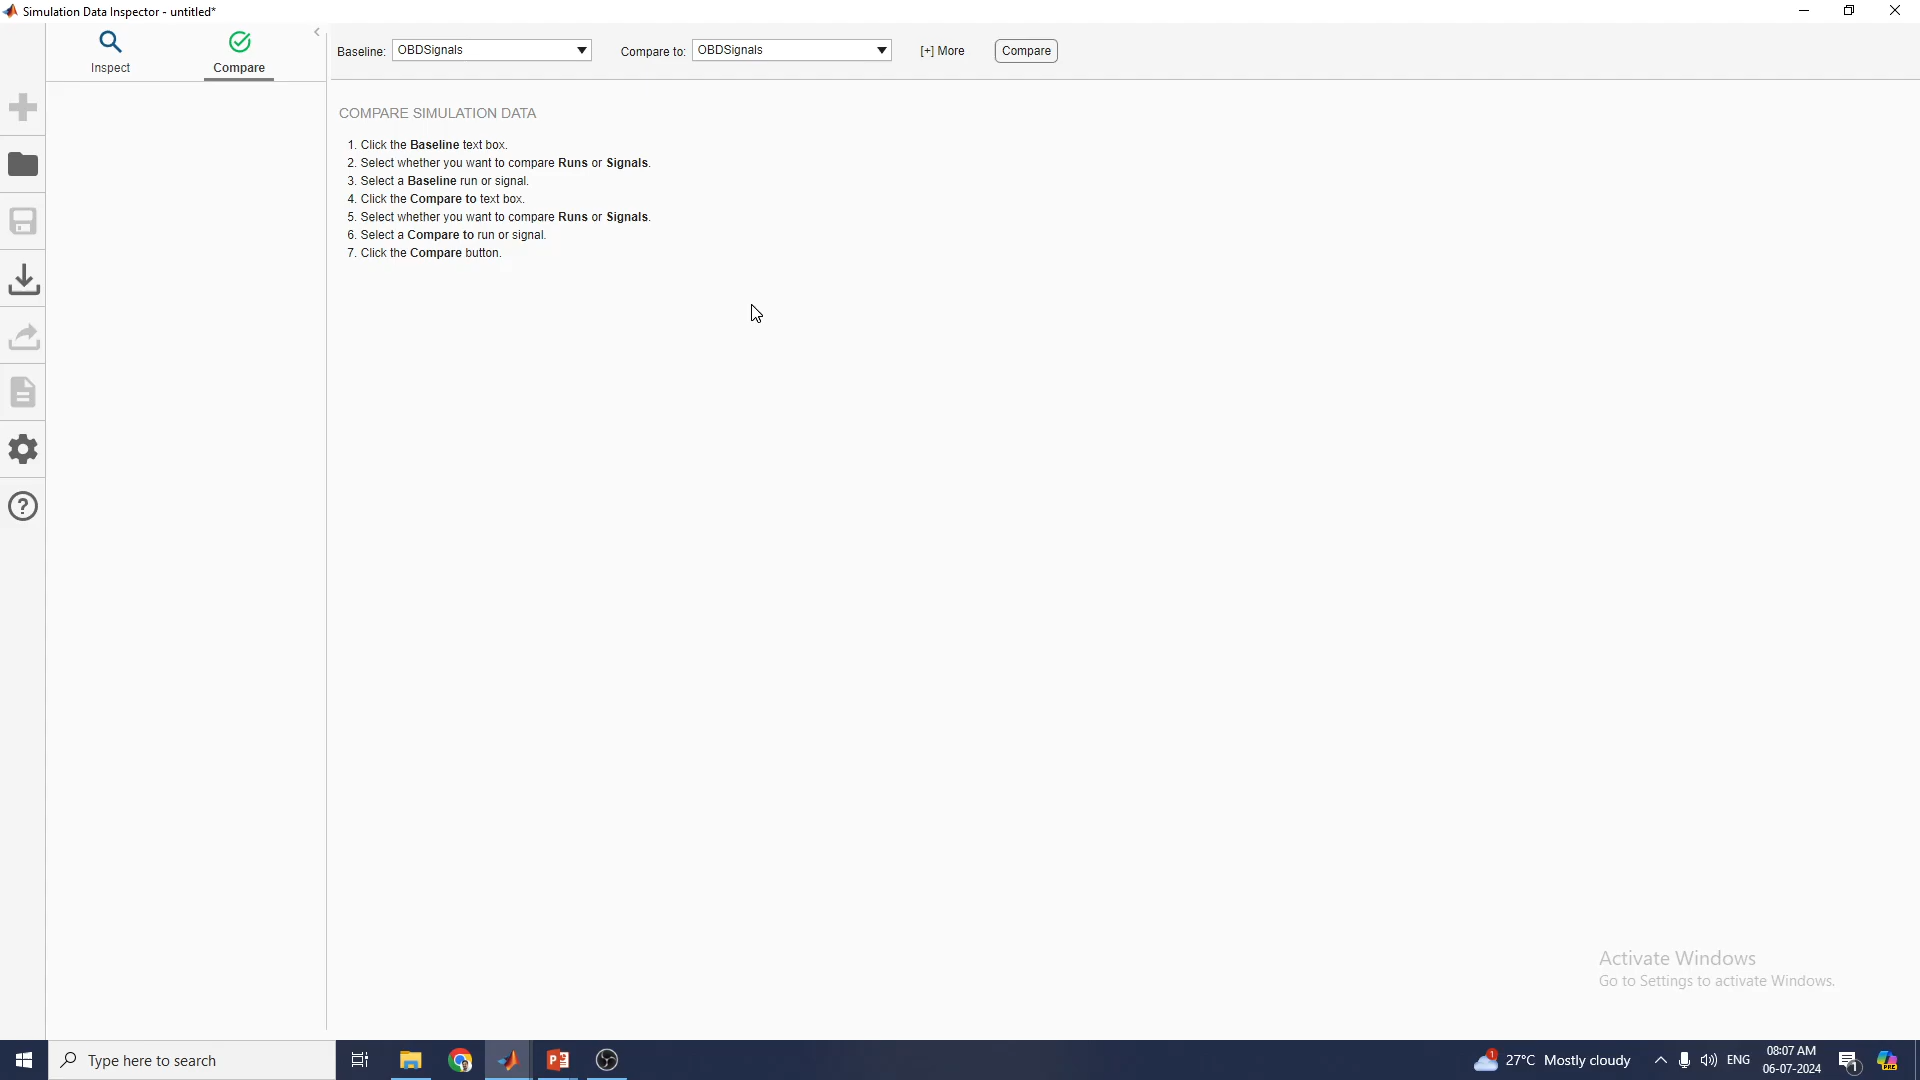 Simulation Data Inspector - untitled*
Inspect
Compare
Baseline: OBDSignals
Compare to: OBDSignals
[+] More
Compare
COMPARE SIMULATION DATA
1. Click the Baseline text box.
2. Select whether you want to compare Runs or Signals.
3. Select a Baseline run or signal.
4. Click the Compare to text box.
5. Select whether you want to compare Runs or Signals.
6. Select a Compare to run or signal.
7. Click the Compare button.
Activate Windows
Go to Settings to activate Windows.
Type here to search
1
27°C Mostly cloudy
ENG
08:07 AM
06-07-2024
1
PRE